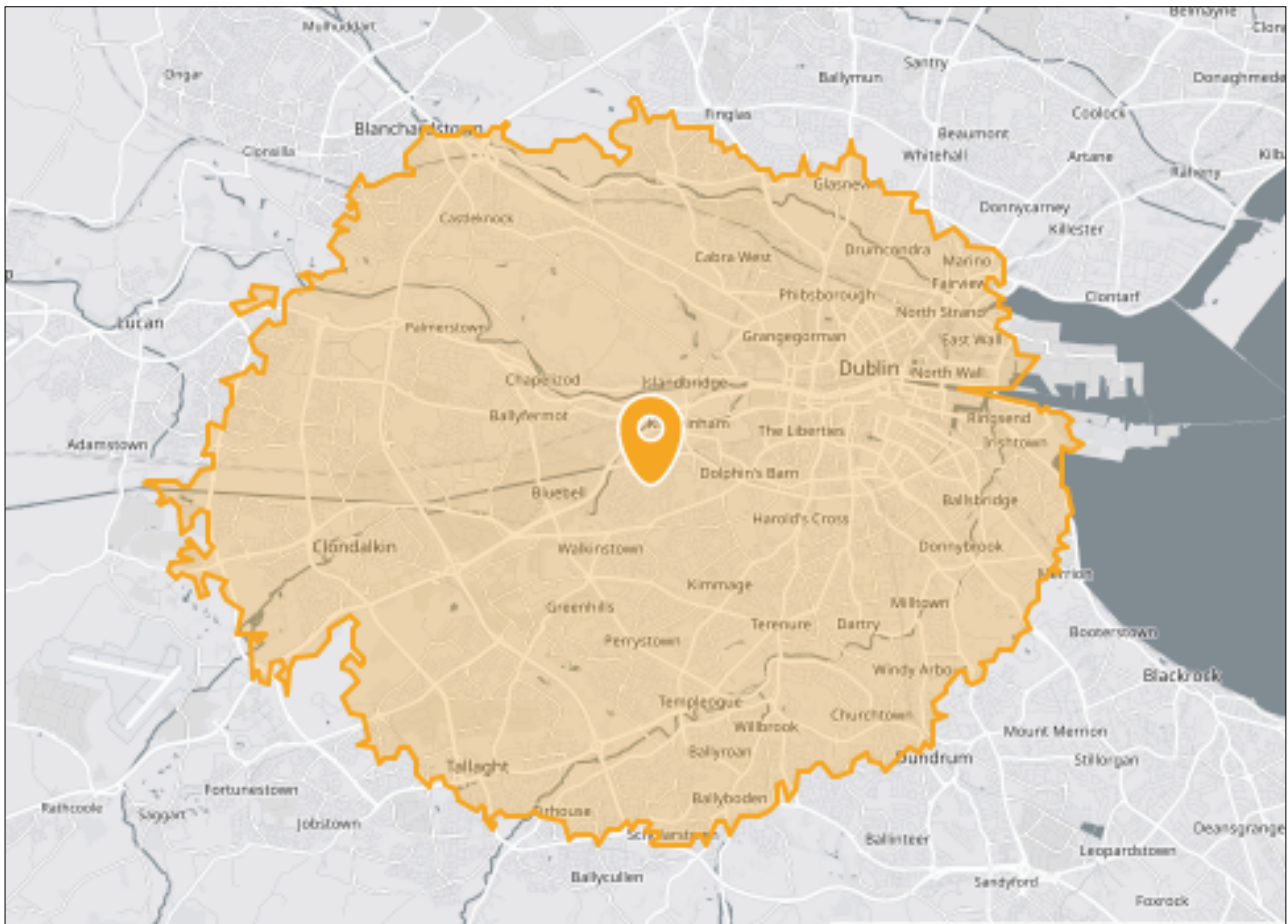 Belmayne
Mulhuddart
Santry
Ongar
Ballymun
Coolock
Finglas
Blanchardstown
Beaumont
Clonsilla
Whitehall
Artane
Raheny
Donnycarney
Castleknock
Killester
Drumcondra
Cabra West
Marino
Fairview
Phibsborough
Clontarf
North Strand
Lucan
Palmerstown
Grangegorman
East Wall
Dublin
North Wall
Chapelizod
Islandbridge
Ballyfermot
inham
Ringsend
The Liberties
Irishtown
Adamstown
Dolphin's Barn
Bluebell
Ballsbridge
Harold's Cross
Clondalkin
Walkinstown
Donnybrook
Merrion
Kimmage
Greenhills
Milltown
Terenure
Dartry
Booterstown
Perrystown
Windy Arbo
Blackrock
Templeogue
Churchtown
Willbrook
Mount Merrion
Ballyroan
Dundrum
Stillorgan
Tallaght
Fortunestown
Ballyboden
Rathcoole
Saggart
Firhouse
Jobstown
Scholarstown
Deansgrange
Ballinteer
Leopardstown
Ballycullen
Sandyford
Foxrock